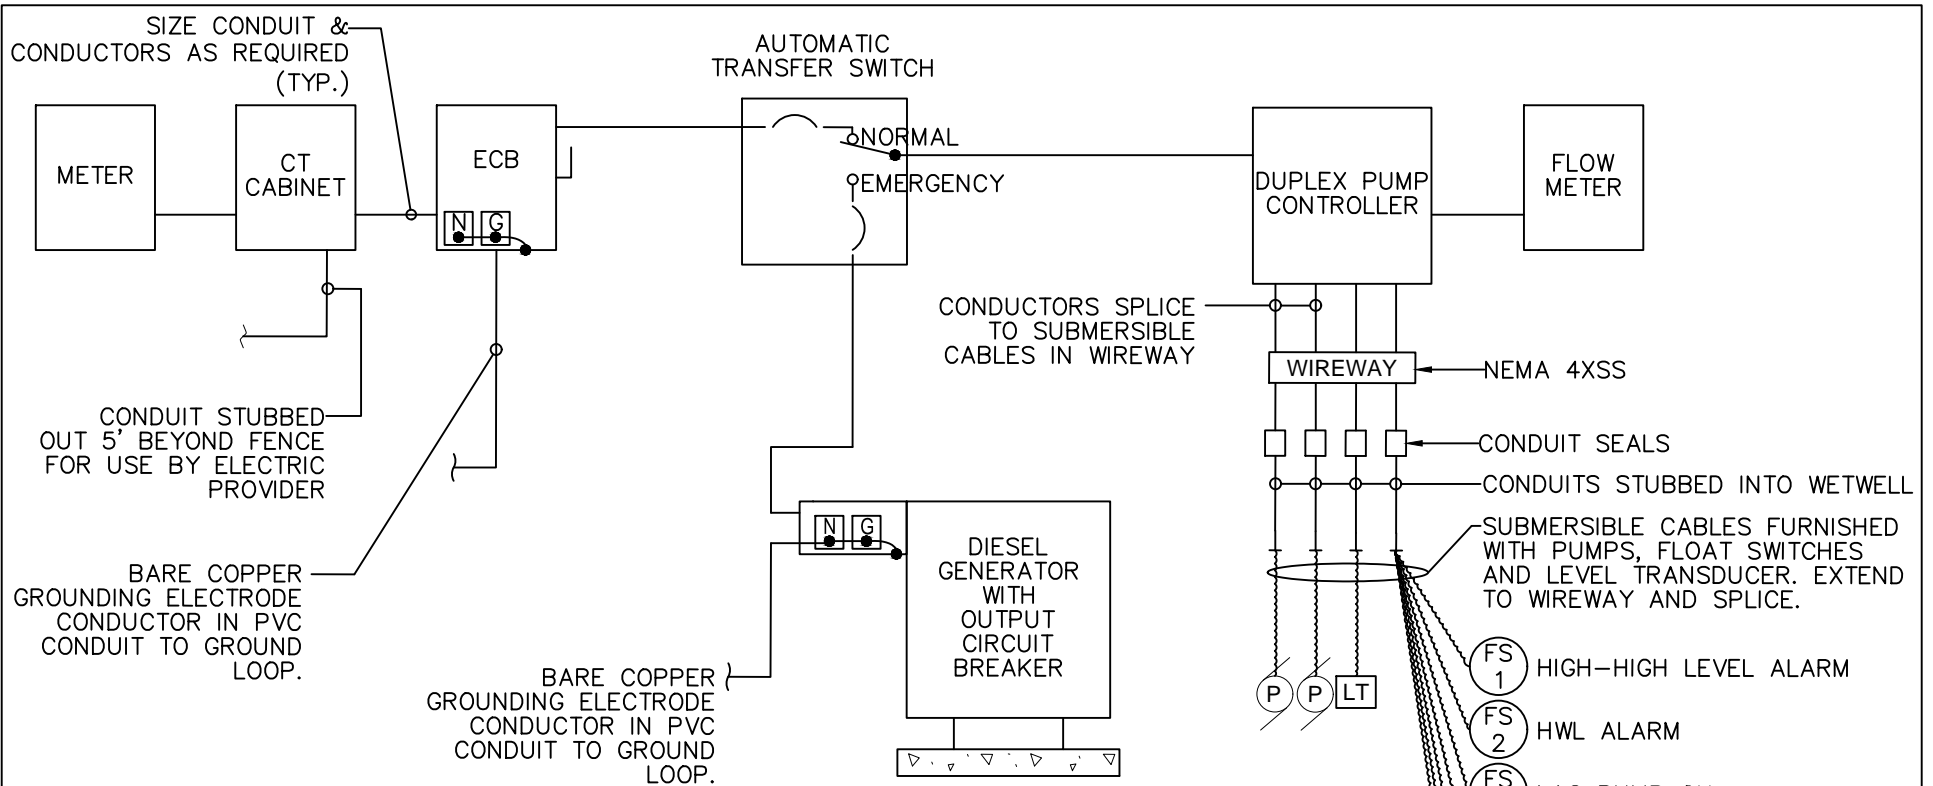 SIZE CONDUIT &
CONDUCTORS AS REQUIRED
(TYP.)
AUTOMATIC
TRANSFER SWITCH
METER
CT
CABINET
ECB
N G
NORMAL
EMERGENCY
DUPLEX PUMP
CONTROLLER
FLOW
METER
CONDUCTORS SPLICE
TO SUBMERSIBLE
CABLES IN WIREWAY
WIREWAY
NEMA 4XSS
CONDUIT SEALS
CONDUITS STUBBED INTO WETWELL
SUBMERSIBLE CABLES FURNISHED
WITH PUMPS, FLOAT SWITCHES
AND LEVEL TRANSDUCER. EXTEND
TO WIREWAY AND SPLICE.
CONDUIT STUBBED
OUT 5' BEYOND FENCE
FOR USE BY ELECTRIC
PROVIDER
BARE COPPER
GROUNDING ELECTRODE
CONDUCTOR IN PVC
CONDUIT TO GROUND
LOOP.
N G
DIESEL
GENERATOR
WITH
OUTPUT
CIRCUIT
BREAKER
BARE COPPER
GROUNDING ELECTRODE
CONDUCTOR IN PVC
CONDUIT TO GROUND
LOOP.
P
P
LT
FS
1
HIGH-HIGH LEVEL ALARM
FS
2
HWL ALARM
FS